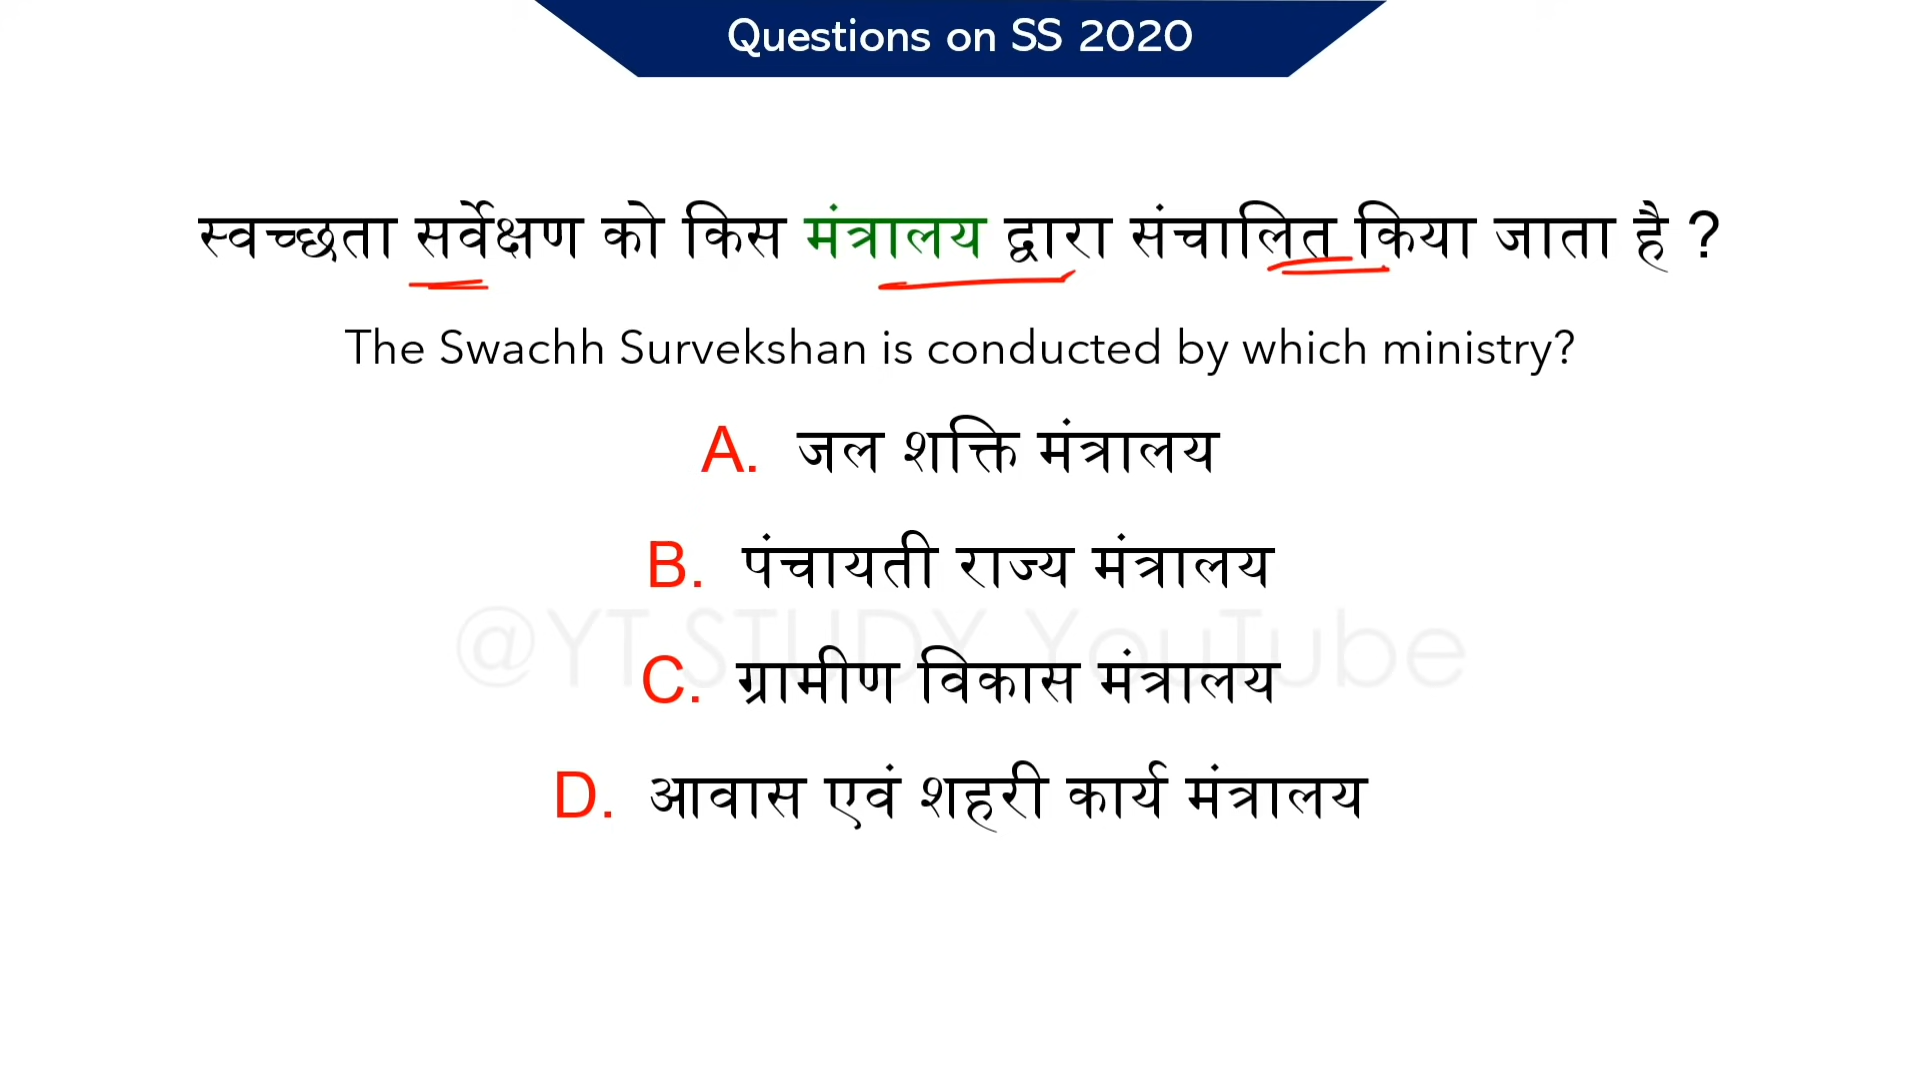 Questions on SS 2020
स्वच्छता सर्वेक्षण को किस मंत्रालय द्वारा संचालित किया जाता है ?
The Swachh Survekshan is conducted by which ministry?
A. जल शक्ति मंत्रालय
B. पंचायती राज्य मंत्रालय
@YT STUDY YouTube
C. ग्रामीण विकास मंत्रालय
D. आवास एवं शहरी कार्य मंत्रालय